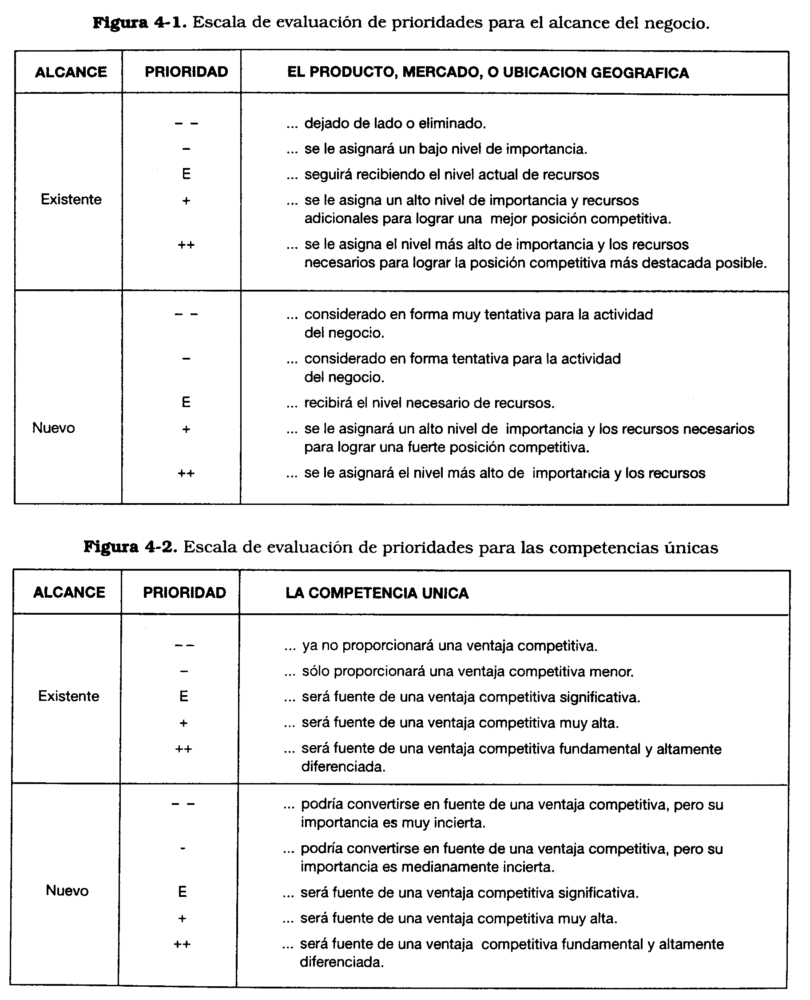 Figura 4-1. Escala de evaluación de prioridades para el alcance del negocio.
ALCANCE PRIORIDAD EL PRODUCTO, MERCADO, O UBICACION GEOGRAFICA
– – ... dejado de lado o eliminado.
– ... se le asignará un bajo nivel de importancia.
E ... seguirá recibiendo el nivel actual de recursos
Existente + ... se le asigna un alto nivel de importancia y recursos
adicionales para lograr una mejor posición competitiva.
++ ... se le asigna el nivel más alto de importancia y los recursos
necesarios para lograr la posición competitiva más destacada posible.
– – ... considerado en forma muy tentativa para la actividad
del negocio.
– ... considerado en forma tentativa para la actividad
del negocio.
E ... recibirá el nivel necesario de recursos.
Nuevo + ... se le asignará un alto nivel de importancia y los recursos necesarios
para lograr una fuerte posición competitiva.
++ ... se le asignará el nivel más alto de importancia y los recursos
Figura 4-2. Escala de evaluación de prioridades para las competencias únicas
ALCANCE PRIORIDAD LA COMPETENCIA UNICA
– – ... ya no proporcionará una ventaja competitiva.
– ... sólo proporcionará una ventaja competitiva menor.
Existente E ... será fuente de una ventaja competitiva significativa.
+ ... será fuente de una ventaja competitiva muy alta.
++ ... será fuente de una ventaja competitiva fundamental y altamente
diferenciada.
– – ... podría convertirse en fuente de una ventaja competitiva, pero su
importancia es muy incierta.
- ... podría convertirse en fuente de una ventaja competitiva, pero su
importancia es medianamente incierta.
Nuevo E ... será fuente de una ventaja competitiva significativa.
+ ... será fuente de una ventaja competitiva muy alta.
++ ... será fuente de una ventaja competitiva fundamental y altamente
diferenciada.